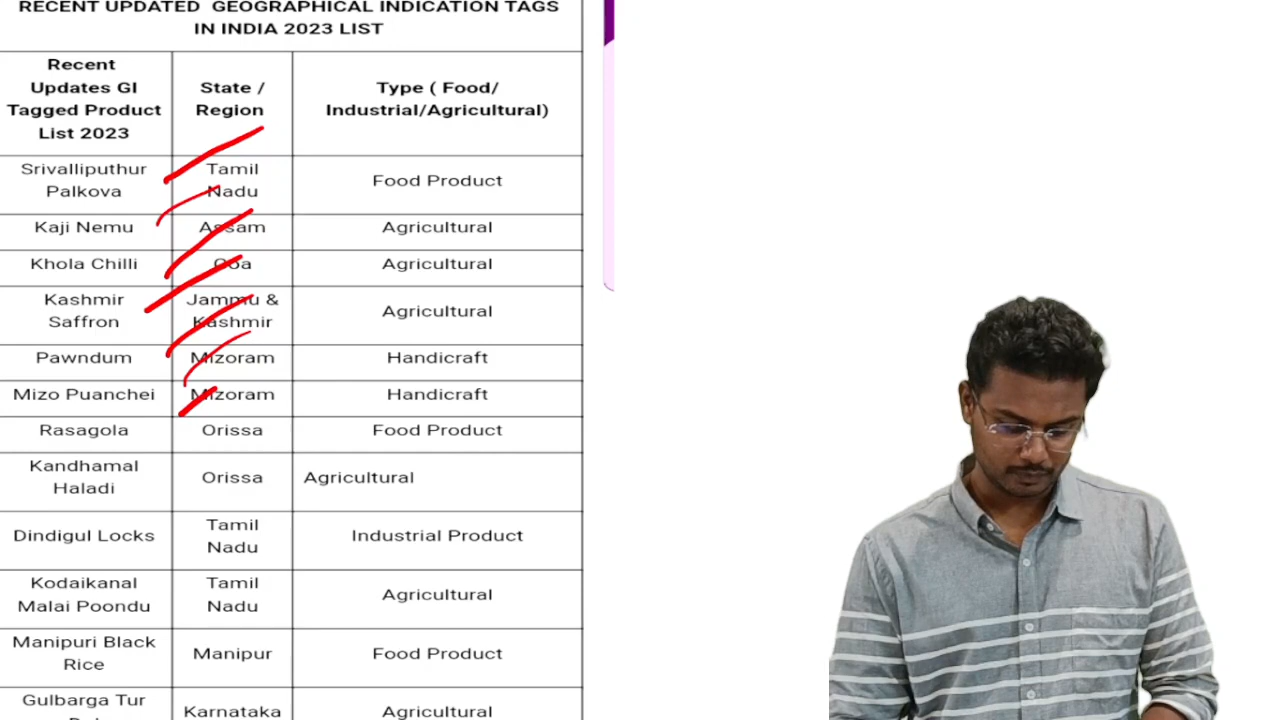 RECENT UPDATED GEOGRAPHICAL INDICATION TAGS
IN INDIA 2023 LIST
Recent
Updates GI
Tagged Product
List 2023
State /
Region
Type ( Food/
Industrial/Agricultural)
Srivalliputhur
Palkova
Tamil
Nadu
Food Product
Kaji Nemu
Assam
Agricultural
Khola Chilli
Goa
Agricultural
Kashmir
Saffron
Jammu &
Kashmir
Agricultural
Pawndum
Mizoram
Handicraft
Mizo Puanchei
Mizoram
Handicraft
Rasagola
Orissa
Food Product
Kandhamal
Haladi
Orissa
Agricultural
Dindigul Locks
Tamil
Nadu
Industrial Product
Kodaikanal
Malai Poondu
Tamil
Nadu
Agricultural
Manipuri Black
Rice
Manipur
Food Product
Gulbarga Tur
Karnataka
Agricultural